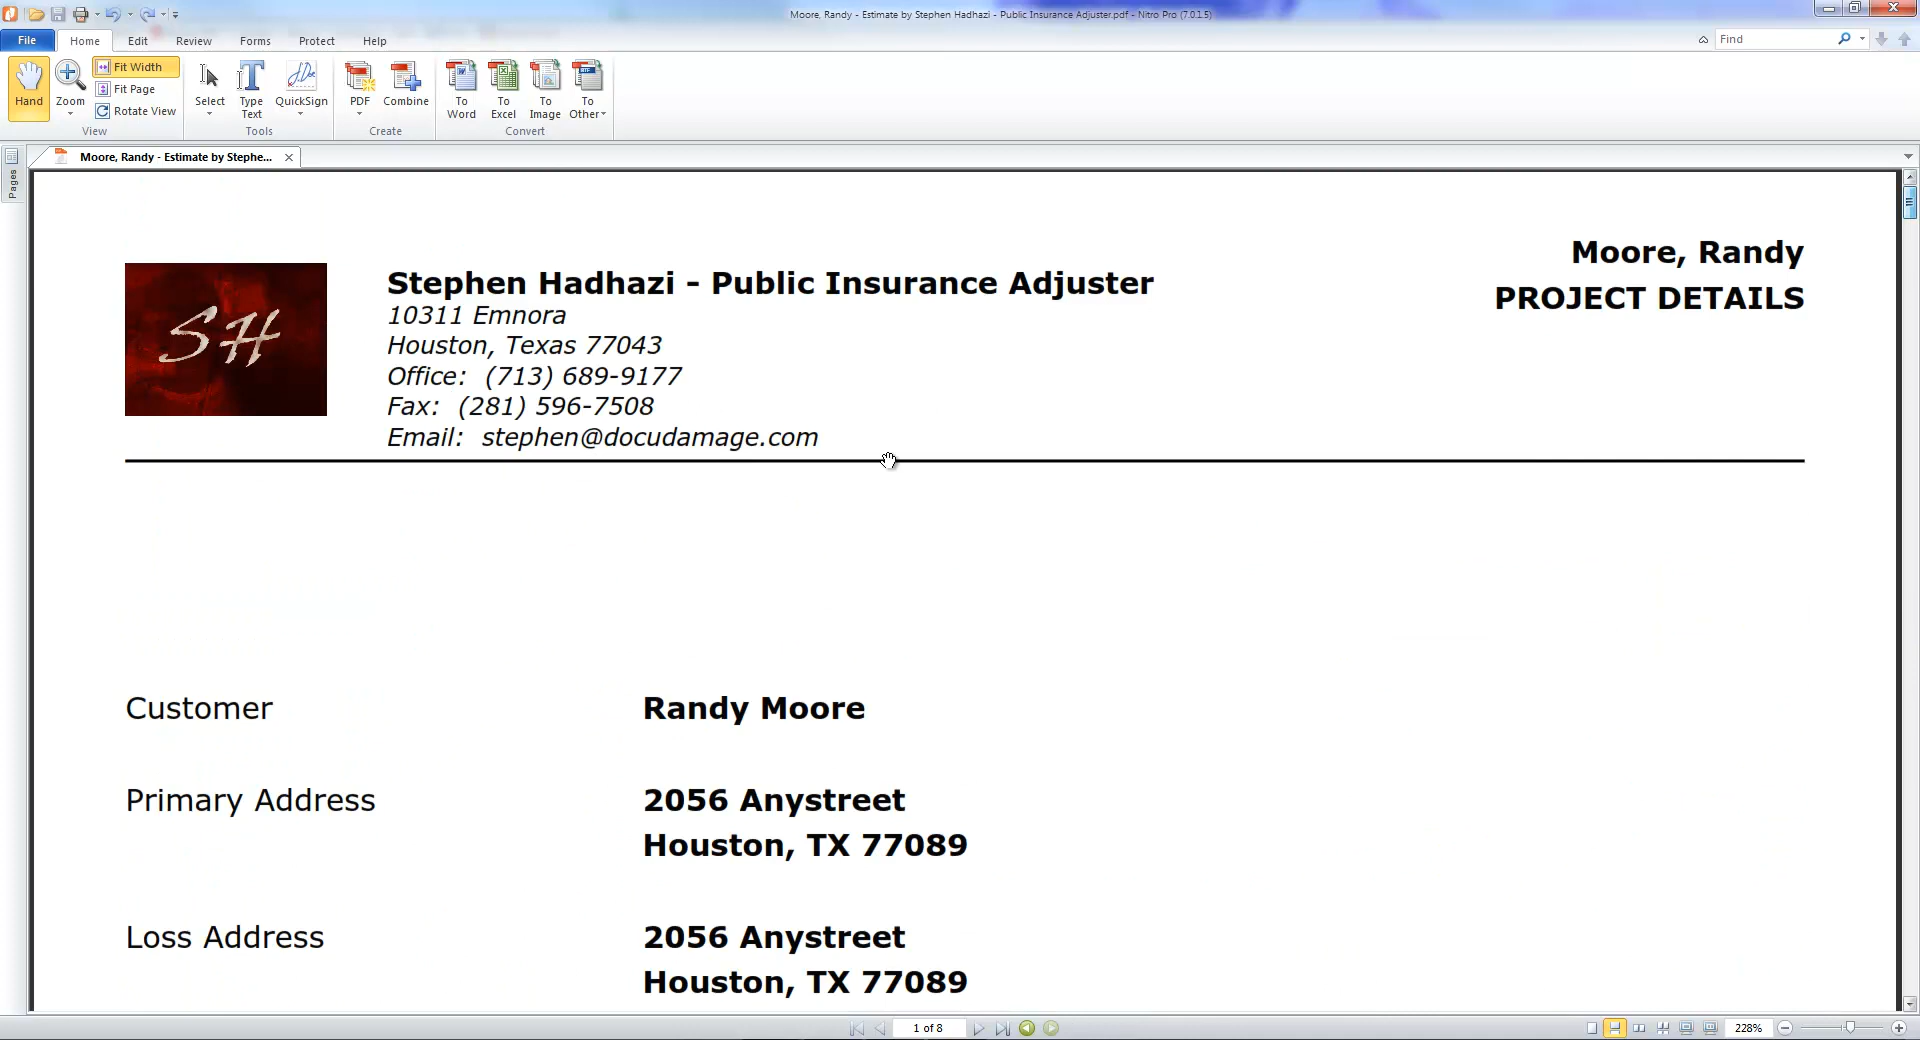 Moore, Randy - Estimate by Stephen Hadhazi - Public Insurance Adjuster.pdf - Nitro Pro (7.0.1.5)
File Home Edit Review Forms Protect Help Find
Hand
Zoom
Fit Width
Fit Page
Rotate View
View
Select
Type
Text
QuickSign
Tools
PDF
Combine
Create
To
Word
To
Excel
To
Image
To
Other
Convert
Moore, Randy - Estimate by Stephe...
Pages
SH
Stephen Hadhazi - Public Insurance Adjuster
10311 Emnora
Houston, Texas 77043
Office: (713) 689-9177
Fax: (281) 596-7508
Email: stephen@docudamage.com
Moore, Randy
PROJECT DETAILS
Customer Randy Moore
Primary Address 2056 Anystreet
Houston, TX 77089
Loss Address 2056 Anystreet
Houston, TX 77089
1 of 8
228%